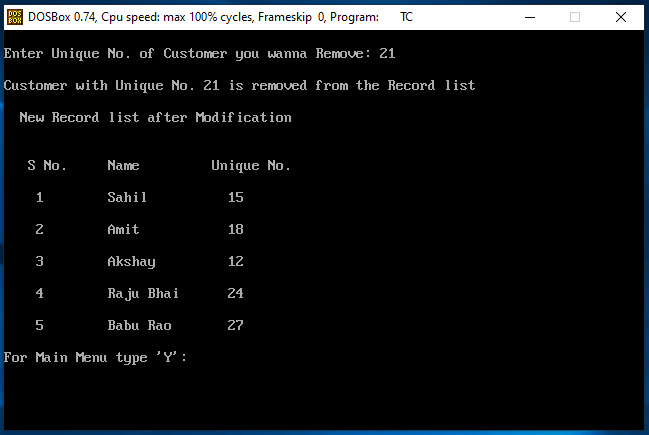 DOS BOX DOSBox 0.74, Cpu speed: max 100% cycles, Frameskip 0, Program: TC
Enter Unique No. of Customer you wanna Remove: 21
Customer with Unique No. 21 is removed from the Record list
New Record list after Modification
S No. Name Unique No.
1 Sahil 15
2 Amit 18
3 Akshay 12
4 Raju Bhai 24
5 Babu Rao 27
For Main Menu type 'Y':